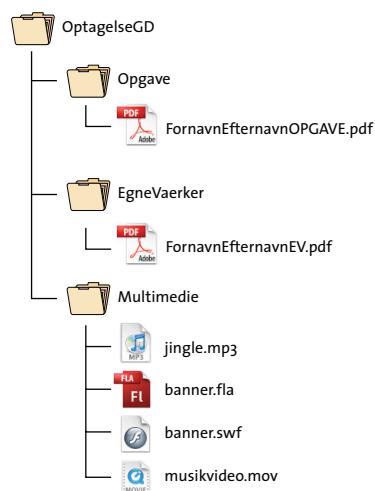 OptagelseGD
Opgave
PDF
Adobe
FornavnEfternavnOPGAVE.pdf
EgneVaerker
PDF
Adobe
FornavnEfternavnEV.pdf
Multimedie
MP3
jingle.mp3
FLA
Fl
banner.fla
banner.swf
MOVIE
musikvideo.mov